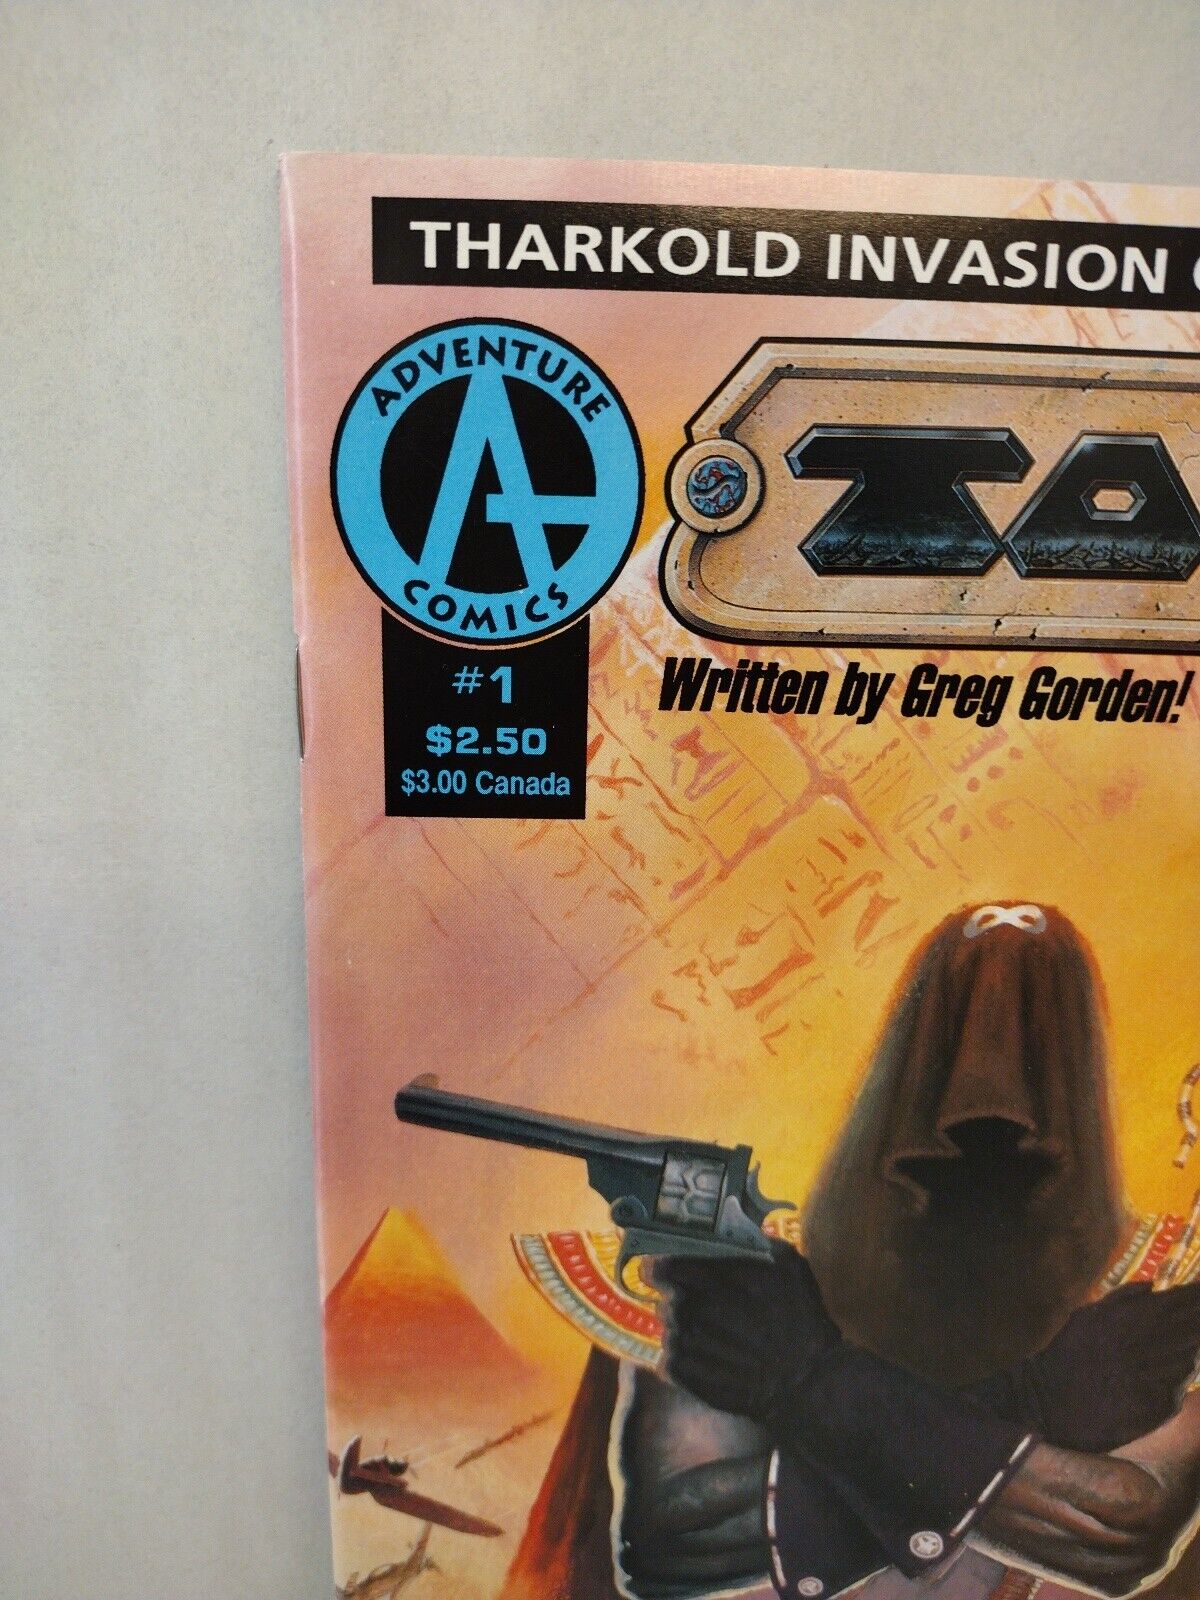 THARKOLD INVASION
ADVENTURE
A
COMICS
#1
$2.50
$3.00 Canada
Written by Greg Gorden!